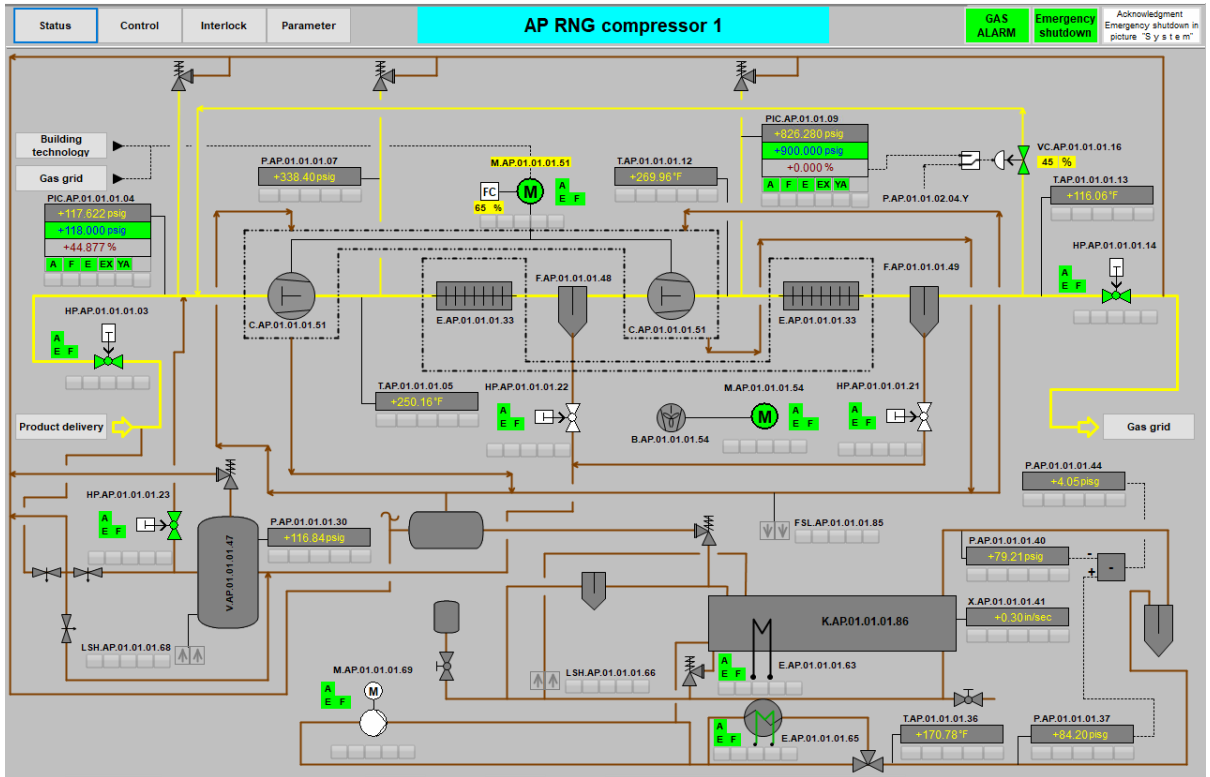 Status
Control
Interlock
Parameter
AP RNG compressor 1
GAS
ALARM
Emergency
shutdown
Acknowledgment
Emergency shutdown in
picture "S y s t e m"
Building
technology
Gas grid
PIC.AP.01.01.01.04
+117.622 psig
+118.000 psig
+44.877 %
A F E EX YA
P.AP.01.01.01.07
+338.40 psig
M.AP.01.01.01.51
FC
65 %
M
A
E F
T.AP.01.01.01.12
+269.96 °F
PIC.AP.01.01.09
+826.280 psig
+900.000 psig
+0.000 %
A F E EX YA
P.AP.01.01.02.04.Y
VC.AP.01.01.01.16
45 %
T.AP.01.01.01.13
+116.06 °F
HP.AP.01.01.01.14
A
E F
HP.AP.01.01.01.03
A
E F
C.AP.01.01.01.51
E.AP.01.01.01.33
F.AP.01.01.01.48
C.AP.01.01.01.51
E.AP.01.01.01.33
F.AP.01.01.01.49
T.AP.01.01.01.05
+250.16 °F
HP.AP.01.01.01.22
A
E F
M.AP.01.01.01.54
M
A
E F
B.AP.01.01.01.54
HP.AP.01.01.01.21
A
E F
Product delivery
Gas grid
HP.AP.01.01.01.23
A
E F
V.AP.01.01.01.47
P.AP.01.01.01.30
+116.84 psig
FSL.AP.01.01.01.85
P.AP.01.01.01.44
+4.05 pisg
P.AP.01.01.01.40
+79.21 psig
-
+
-
X.AP.01.01.01.41
+0.30 in/sec
K.AP.01.01.01.86
LSH.AP.01.01.01.68
M.AP.01.01.01.69
M
A
E F
LSH.AP.01.01.01.66
A
E F
E.AP.01.01.01.63
A
E F
E.AP.01.01.01.65
T.AP.01.01.01.36
+170.78 °F
P.AP.01.01.01.37
+84.20 pisg